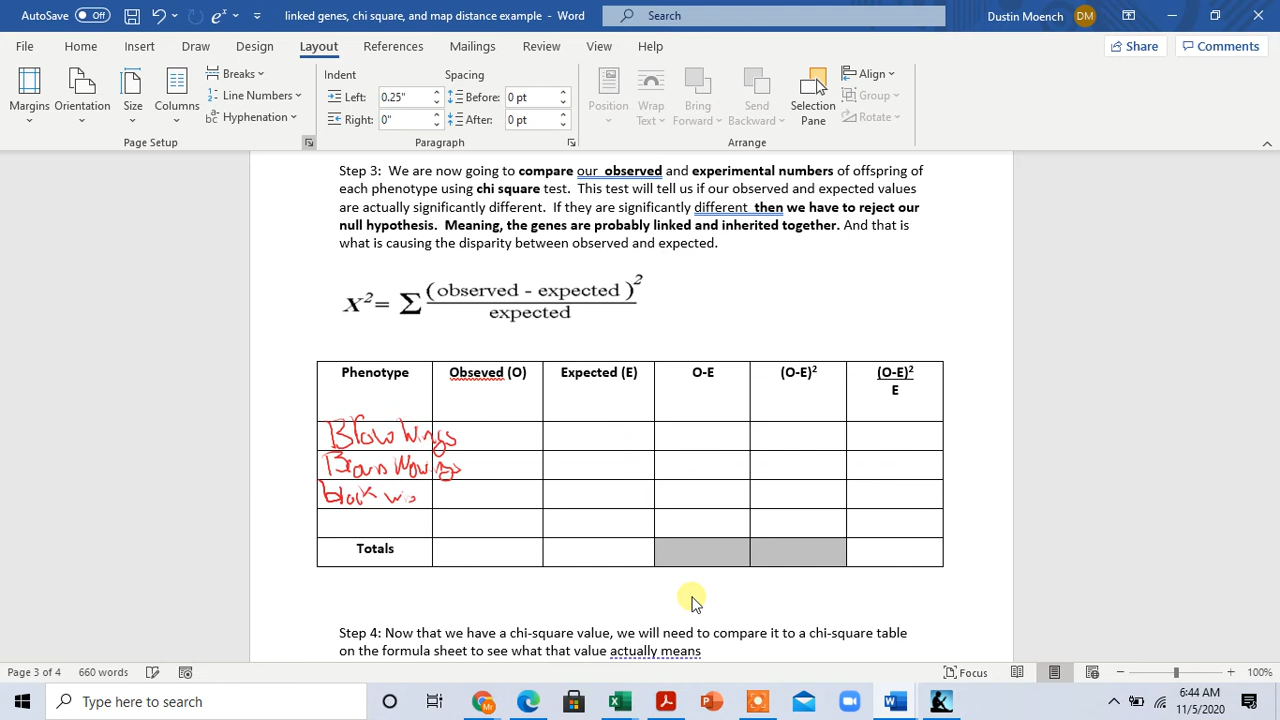 AutoSave Off
linked genes, chi square, and map distance example - Word
Search
Dustin Moench DM
File Home Insert Draw Design Layout References Mailings Review View Help
Share Comments
Margins Orientation Size Columns
Breaks
Line Numbers
Hyphenation
Page Setup
Indent Spacing
Left: 0.25" Before: 0 pt
Right: 0" After: 0 pt
Paragraph
Position Wrap Text Bring Forward Send Backward Selection Pane
Align
Group
Rotate
Arrange
Step 3: We are now going to compare our observed and experimental numbers of offspring of
each phenotype using chi square test. This test will tell us if our observed and expected values
are actually significantly different. If they are significantly different then we have to reject our
null hypothesis. Meaning, the genes are probably linked and inherited together. And that is
what is causing the disparity between observed and expected.
X²= Σ (observed - expected )²
expected
Phenotype Obseved (O) Expected (E) O-E (O-E)² (O-E)²
E
wings
black
Totals
Step 4: Now that we have a chi-square value, we will need to compare it to a chi-square table
on the formula sheet to see what that value actually means
Page 3 of 4 660 words
Focus
100%
Type here to search
6:44 AM
11/5/2020